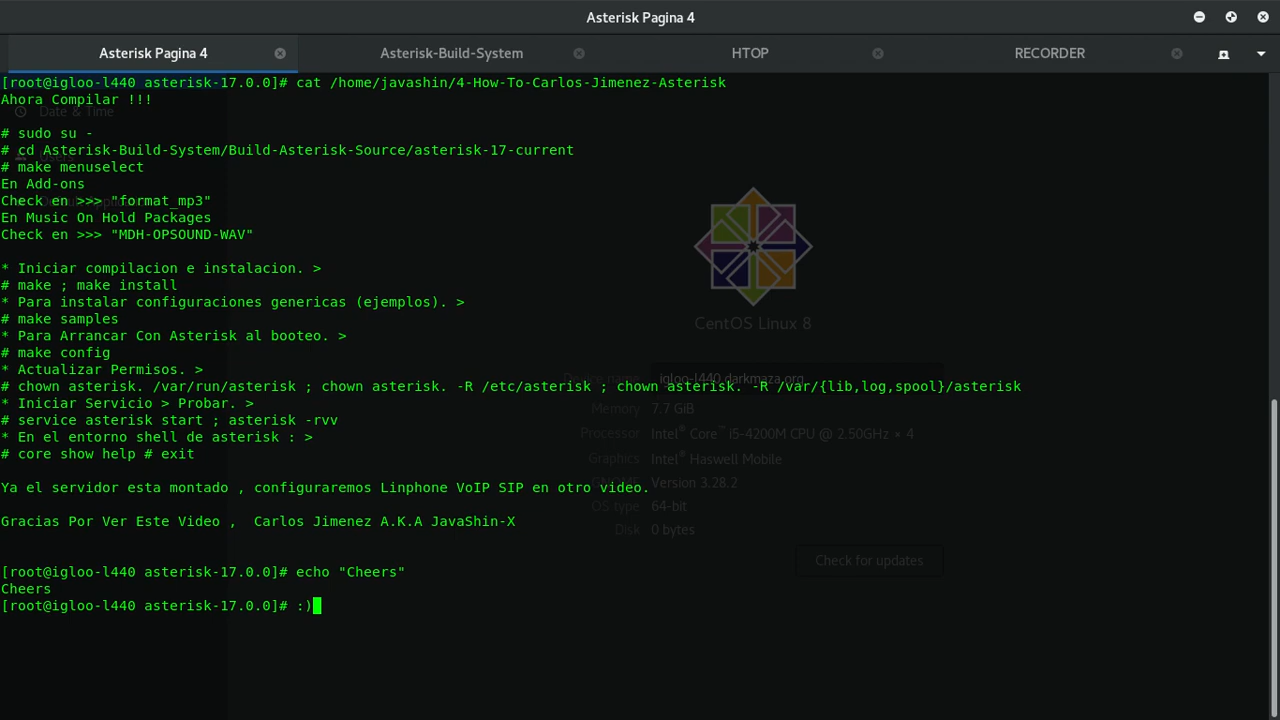 Asterisk Pagina 4
Asterisk Pagina 4
Asterisk-Build-System
HTOP
RECORDER
[root@igloo-l440 asterisk-17.0.0]# cat /home/javashin/4-How-To-Carlos-Jimenez-Asterisk
Ahora Compilar !!!
Date & Time
# sudo su -
# cd Asterisk-Build-System/Build-Asterisk-Source/asterisk-17-current
Users
# make menuselect
En Add-ons
Check en >>> "format_mp3"
En Music On Hold Packages
Check en >>> "MDH-OPSOUND-WAV"
* Iniciar compilacion e instalacion. >
# make ; make install
* Para instalar configuraciones genericas (ejemplos). >
# make samples
CentOS Linux 8
* Para Arrancar Con Asterisk al booteo. >
# make config
* Actualizar Permisos. >
Device name igloo-l440.darkmaza.org
# chown asterisk. /var/run/asterisk ; chown asterisk. -R /etc/asterisk ; chown asterisk. -R /var/{lib,log,spool}/asterisk
* Iniciar Servicio > Probar. >
Memory 7.7 GiB
# service asterisk start ; asterisk -rvv
Processor Intel® Core™ i5-4200M CPU @ 2.50GHz × 4
* En el entorno shell de asterisk : >
# core show help # exit
Graphics Intel® Haswell Mobile
GNOME Version 3.28.2
Ya el servidor esta montado , configuraremos Linphone VoIP SIP en otro video.
OS type 64-bit
Gracias Por Ver Este Video ,  Carlos Jimenez A.K.A JavaShin-X
Disk 0 bytes
Check for updates
[root@igloo-l440 asterisk-17.0.0]# echo "Cheers"
Cheers
[root@igloo-l440 asterisk-17.0.0]# :)